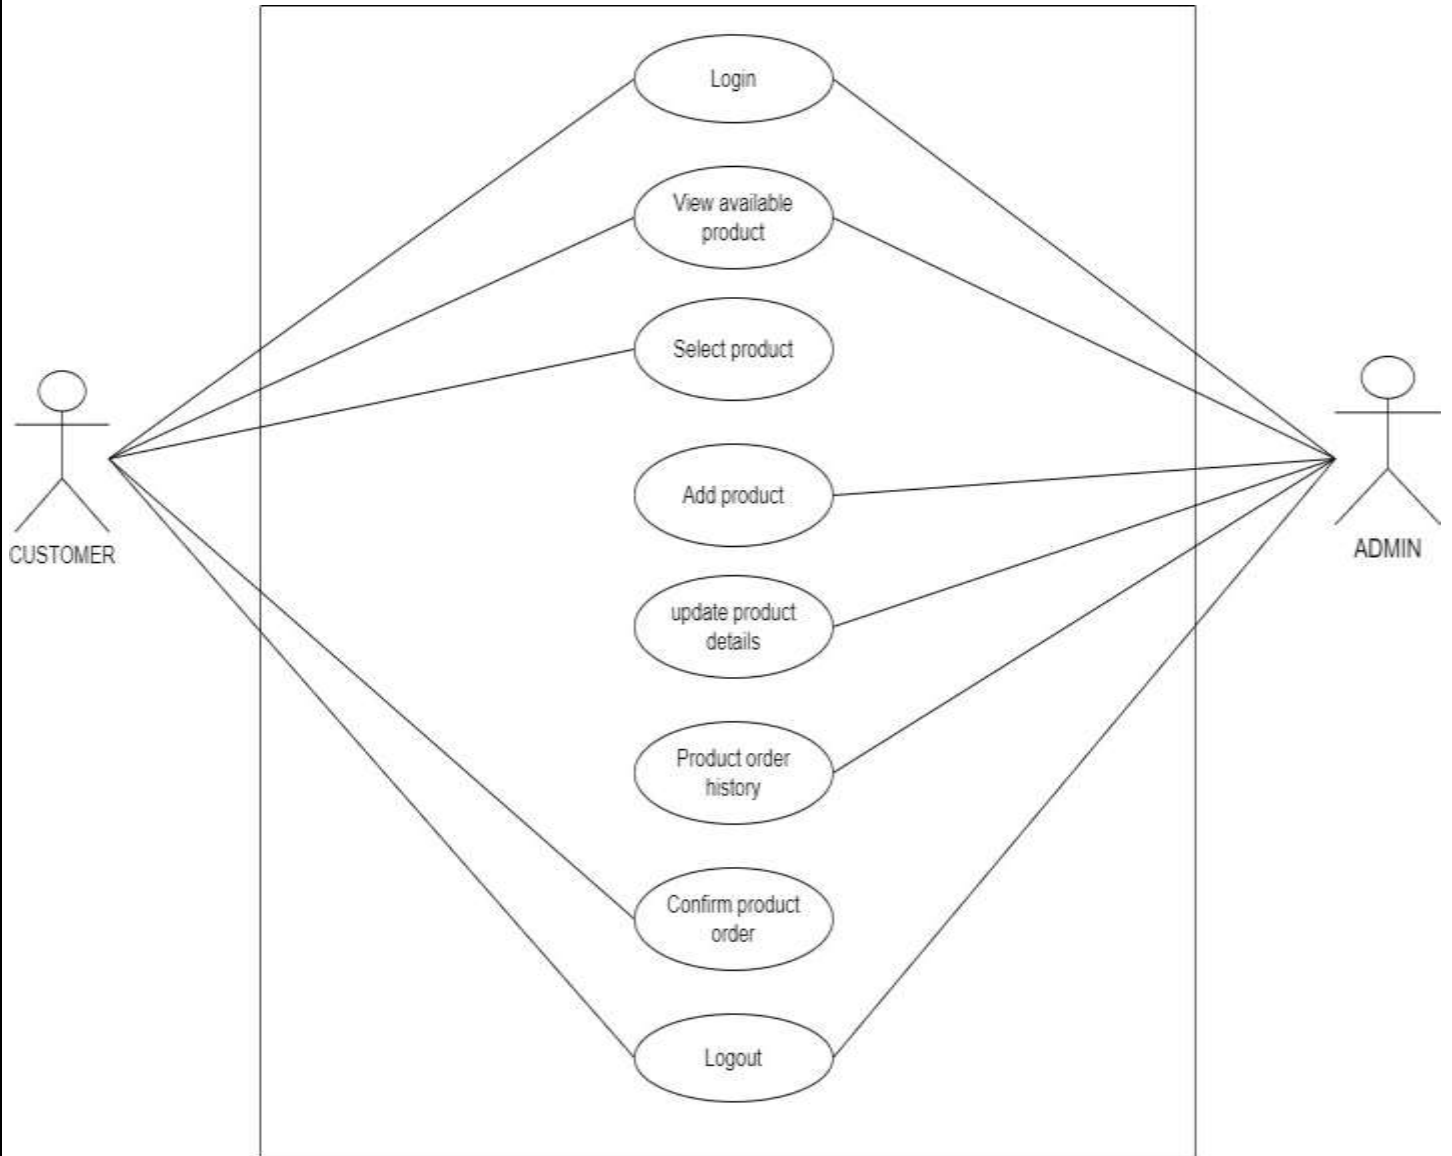 Login
View available
product
Select product
CUSTOMER
Add product
ADMIN
update product
details
Product order
history
Confirm product
order
Logout